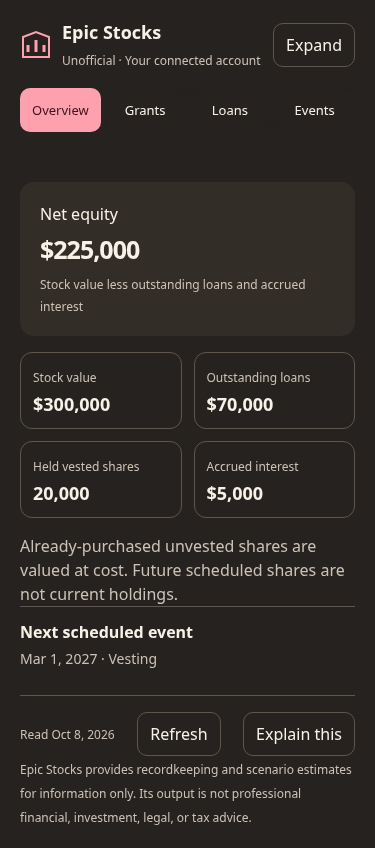 Epic Stocks
Unofficial · Your connected account
Expand
Overview
Grants
Loans
Events
Net equity
$225,000
Stock value less outstanding loans and accrued
interest
Stock value
$300,000
Outstanding loans
$70,000
Held vested shares
20,000
Accrued interest
$5,000
Already-purchased unvested shares are
valued at cost. Future scheduled shares are
not current holdings.
Next scheduled event
Mar 1, 2027 · Vesting
Read Oct 8, 2026
Refresh
Explain this
Epic Stocks provides recordkeeping and scenario estimates
for information only. Its output is not professional
financial, investment, legal, or tax advice.